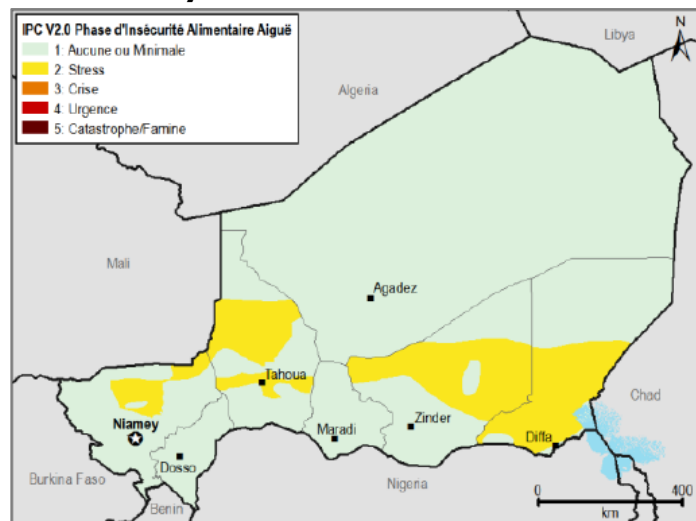 IPC V2.0 Phase d'Insécurité Alimentaire Aiguë
1: Aucune ou Minimale
2: Stress
3: Crise
4: Urgence
5: Catastrophe/Famine
Libya
N
Algeria
Mali
Agadez
Tahoua
Chad
Niamey
Maradi
Zinder
Diffa
Dosso
Burkina Faso
Nigeria
Benin
0 400
km